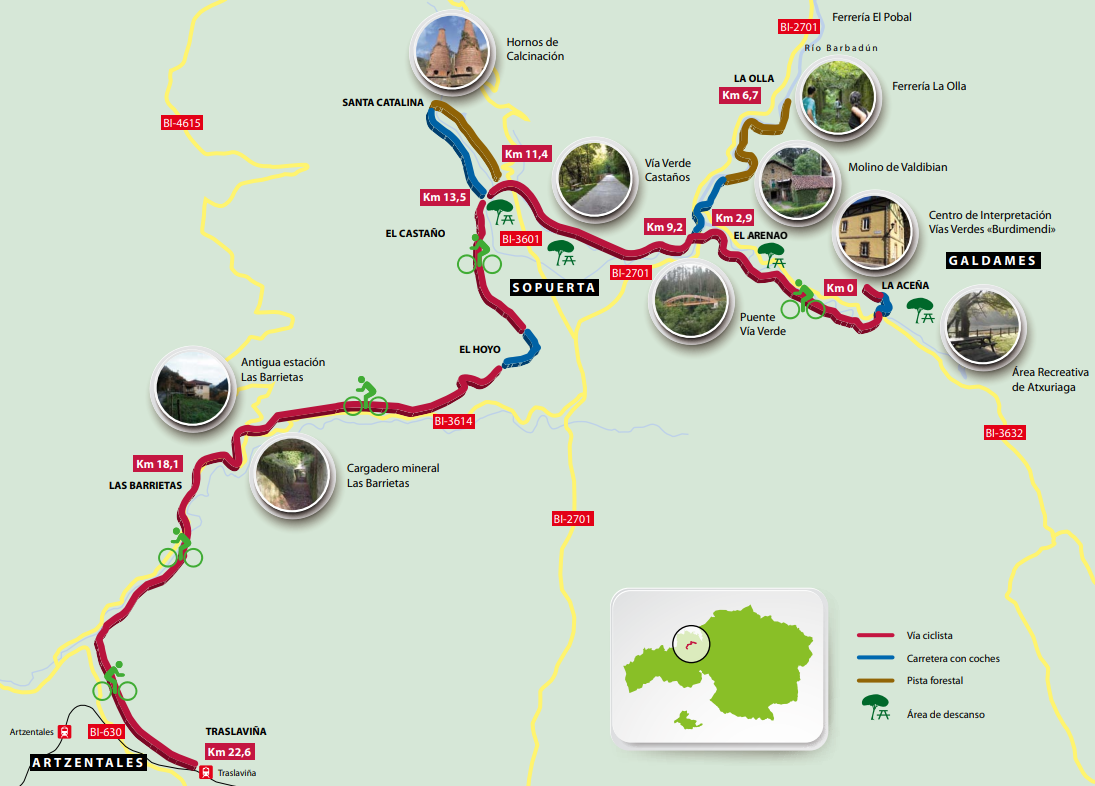 Ferrería El Pobal
BI-2701
Río Barbadún
Hornos de
Calcinación
LA OLLA
Km 6,7
Ferrería La Olla
SANTA CATALINA
BI-4615
Km 11,4
Vía Verde
Castaños
Molino de Valdibian
Km 13,5
Km 2,9
Km 9,2
Centro de Interpretación
Vías Verdes «Burdimendi»
EL CASTAÑO
BI-3601
EL ARENAO
GALDAMES
BI-2701
SOPUERTA
Km 0
LA ACEÑA
Puente
Vía Verde
EL HOYO
Antigua estación
Las Barrietas
Área Recreativa
de Atxuriaga
BI-3614
BI-3632
Km 18,1
LAS BARRIETAS
Cargadero mineral
Las Barrietas
BI-2701
Vía ciclista
Carretera con coches
Pista forestal
Área de descanso
Artzentales
BI-630
TRASLAVIÑA
Km 22,6
ARTZENTALES
Traslaviña